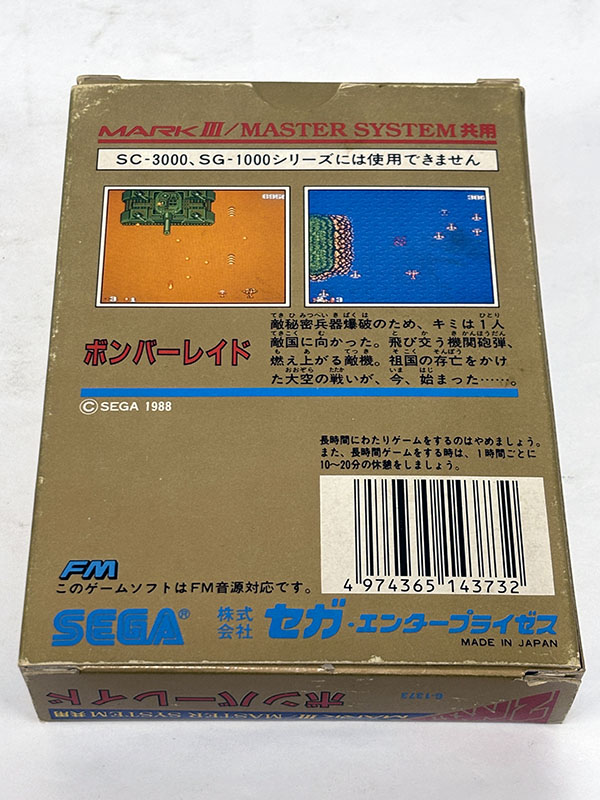 MARK III/MASTER SYSTEM共用
SC-3000、SG-1000シリーズには使用できません
ボンバーレイド
敵秘密兵器爆破のため、キミは1人
敵国に向かった。飛び交う機関砲弾、
燃え上がる敵機。祖国の存亡をかけ
た大空の戦いが、今、始まった……。
©SEGA 1988
長時間にわたりゲームをするのはやめましょう。
また、長時間ゲームをする時は、1時間ごとに
10〜20分の休憩をしましょう。
4 974365 143732
FM
このゲームソフトはFM音源対応です。
SEGA®
株式会社 セガ・エンタープライゼス
MADE IN JAPAN
G-1373
ボンバーレイド
MARK III/MASTER SYSTEM共用